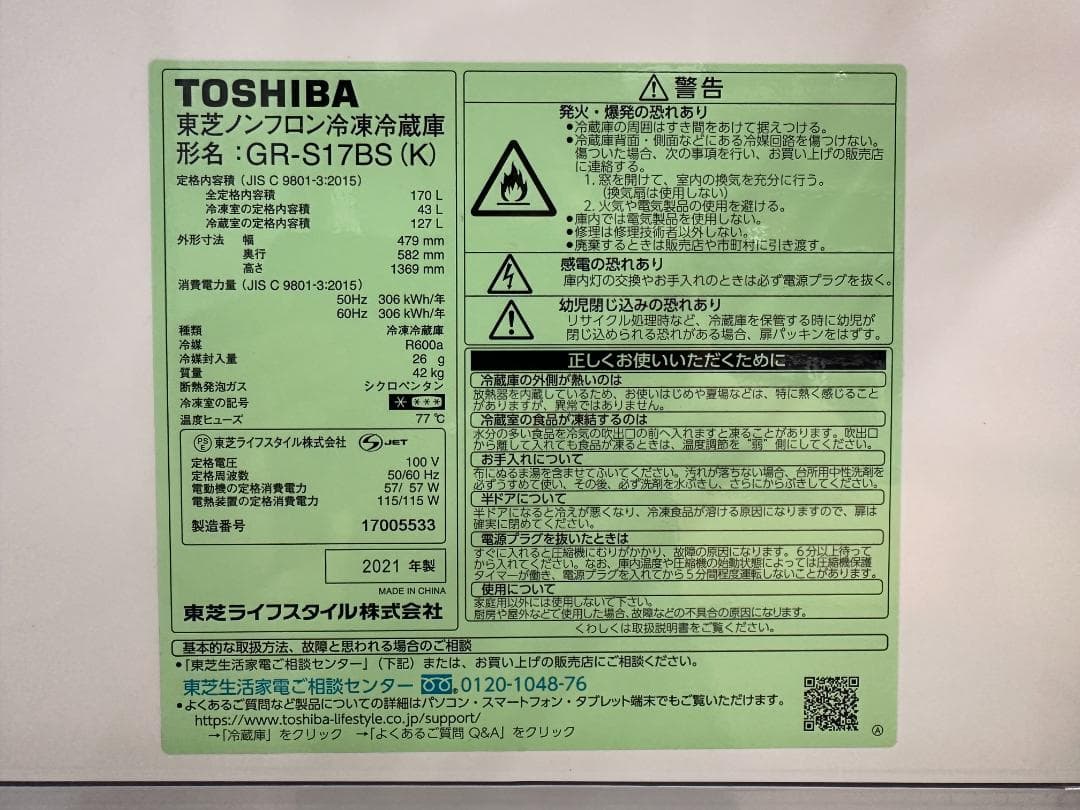 TOSHIBA
東芝ノンフロン冷凍冷蔵庫
形名：GR-S17BS (K)
定格内容積（JIS C 9801-3:2015）
全定格内容積 170 L
冷凍室の定格内容積 43 L
冷蔵室の定格内容積 127 L
外形寸法 幅 479 mm
奥行 582 mm
高さ 1369 mm
消費電力量（JIS C 9801-3:2015）
50Hz 306 kWh/年
60Hz 306 kWh/年
種類 冷凍冷蔵庫
冷媒 R600a
冷媒封入量 26 g
質量 42 kg
断熱発泡ガス シクロペンタン
冷凍室の記号
温度ヒューズ 77 ℃
PS E 東芝ライフスタイル株式会社 JET
定格電圧 100 V
定格周波数 50/60 Hz
電動機の定格消費電力 57/ 57 W
電熱装置の定格消費電力 115/115 W
製造番号 17005533
2021 年製
MADE IN CHINA
東芝ライフスタイル株式会社
警告
発火・爆発の恐れあり
●冷蔵庫の周囲はすき間をあけて据えつける。
●冷蔵庫背面・側面などにある冷媒回路を傷つけない。
傷ついた場合、次の事項を行い、お買い上げの販売店
に連絡する。
1. 窓を開けて、室内の換気を充分に行う。
（換気扇は使用しない）
2. 火気や電気製品の使用を避ける。
●庫内では電気製品を使用しない。
●修理は修理技術者以外しない。
●廃棄するときは販売店や市町村に引き渡す。
感電の恐れあり
庫内灯の交換やお手入れのときは必ず電源プラグを抜く。
幼児閉じ込みの恐れあり
リサイクル処理時など、冷蔵庫を保管する時に幼児が
閉じ込められる恐れがある場合、扉パッキンをはずす。
正しくお使いいただくために
冷蔵庫の外側が熱いのは
放熱器を内蔵しているため、お使いはじめや夏場などは、特に熱く感じること
がありますが、異常ではありません。
冷蔵室の食品が凍結するのは
水分の多い食品を冷気の吹出口の前へ入れますと凍ることがあります。吹出口
から離して入れても食品が凍るときは、温度調節を“弱”側にしてください。
お手入れについて
布にぬるま湯を含ませてふいてください。汚れが落ちない場合、台所用中性洗剤を
必ずうすめて使い、その後、必ず洗剤を水ぶきし、さらにからぶきしてください。
半ドアについて
半ドアになると冷えが悪くなり、冷凍食品が溶ける原因になりますので、扉は
確実に閉めてください。
電源プラグを抜いたときは
すぐに入れると圧縮機にむりがかかり、故障の原因になります。6分以上待って
から入れてください。なお、庫内温度や圧縮機の始動状態によっては圧縮機保護
タイマーが働き、電源プラグを入れてから5分間程度運転しないことがあります。
使用について
家庭用以外には使用しないで下さい。
厨房や屋外などで使用した場合、故障などの不具合の原因になります。
くわしくは取扱説明書をご覧ください。
基本的な取扱方法、故障と思われる場合のご相談
●「東芝生活家電ご相談センター」（下記）または、お買い上げの販売店にご相談ください。
東芝生活家電ご相談センター 0120-1048-76
●よくあるご質問など製品についての詳細はパソコン・スマートフォン・タブレット端末でもご覧いただけます。
https://www.toshiba-lifestyle.co.jp/support/
→「冷蔵庫」をクリック →「よくあるご質問 Q&A」をクリック
Ⓐ